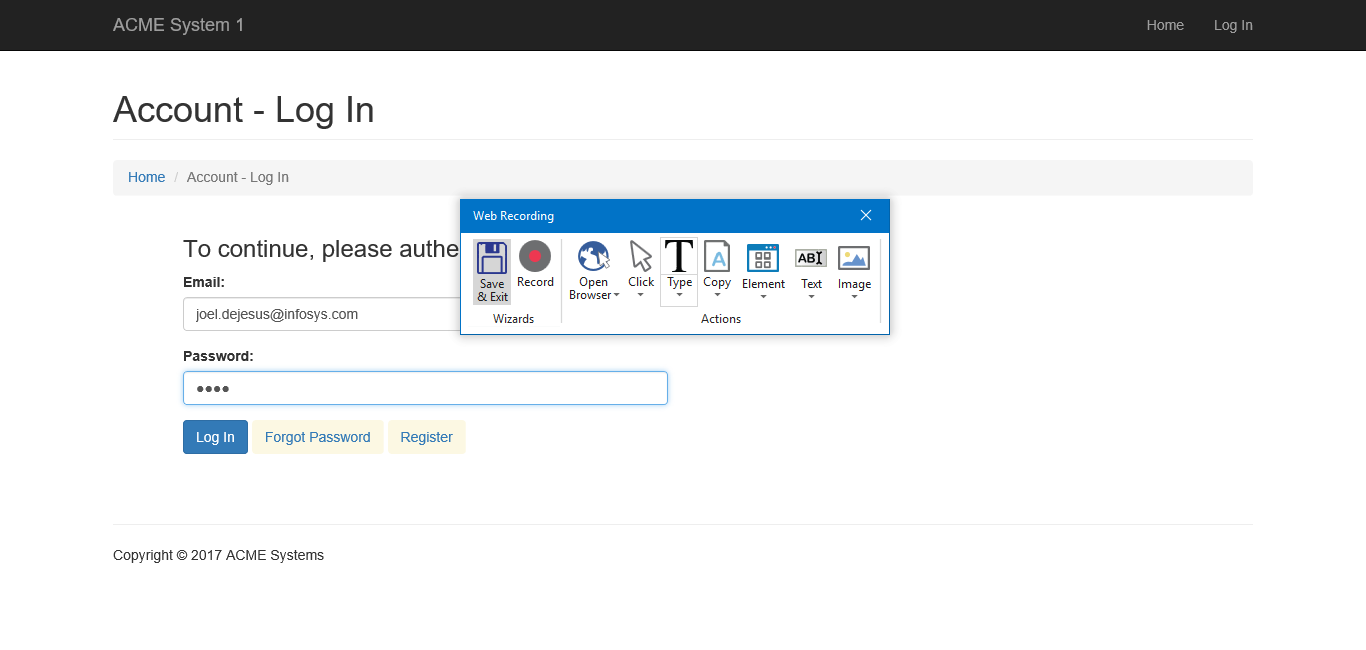 ACME System 1
Home Log In
Account - Log In
Home / Account - Log In
Web Recording
Save & Exit
Record
Open Browser
Click
Type
Copy
Element
Text
Image
Wizards
Actions
To continue, please authe
Email:
joel.dejesus@infosys.com
Password:
••••
Log In Forgot Password Register
Copyright © 2017 ACME Systems